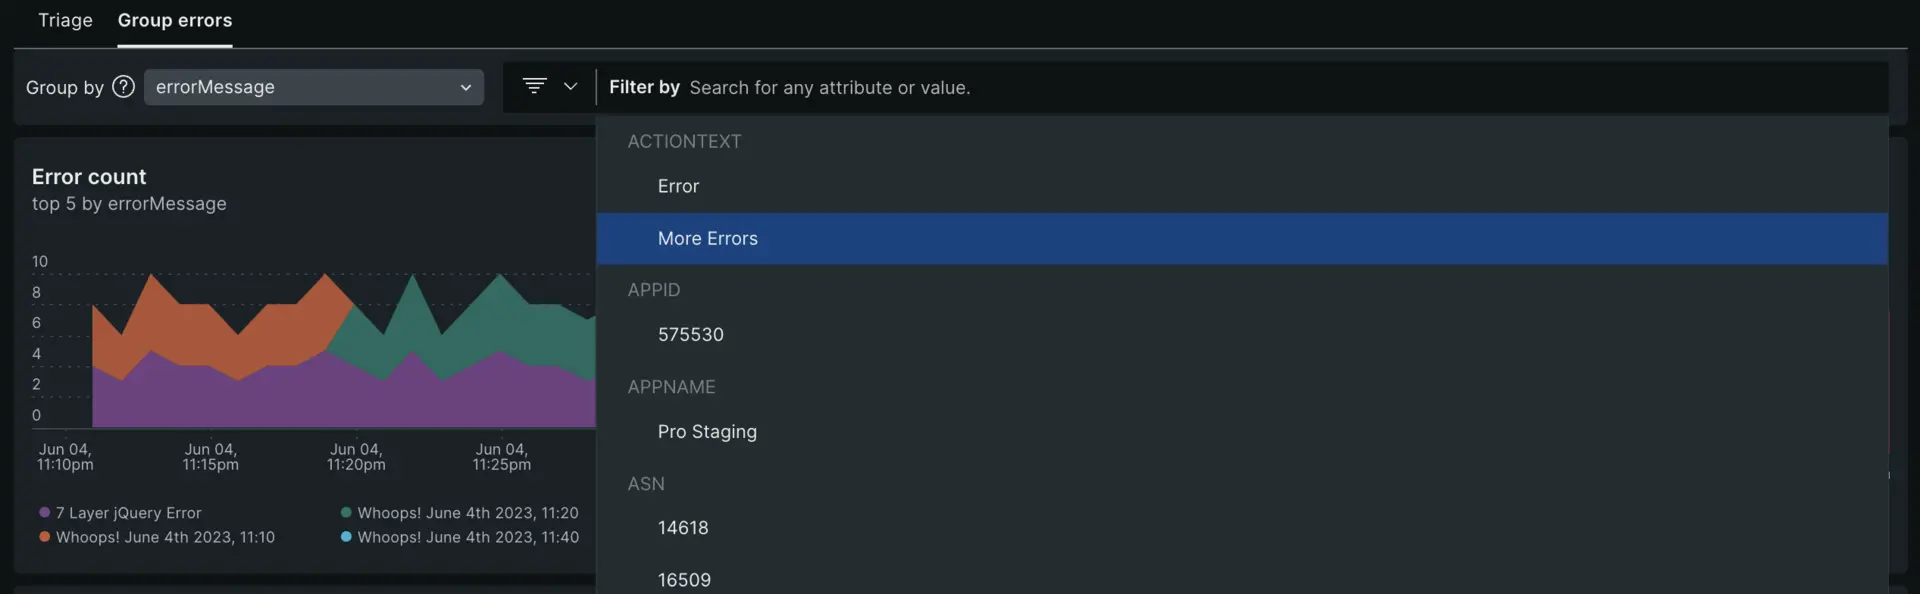 Triage Group errors
Group by ? errorMessage
Filter by Search for any attribute or value.
Error count
top 5 by errorMessage
10
8
6
4
2
0
Jun 04, 11:10pm
Jun 04, 11:15pm
Jun 04, 11:20pm
Jun 04, 11:25pm
7 Layer jQuery Error
Whoops! June 4th 2023, 11:20
Whoops! June 4th 2023, 11:10
Whoops! June 4th 2023, 11:40
ACTIONTEXT
Error
More Errors
APPID
575530
APPNAME
Pro Staging
ASN
14618
16509